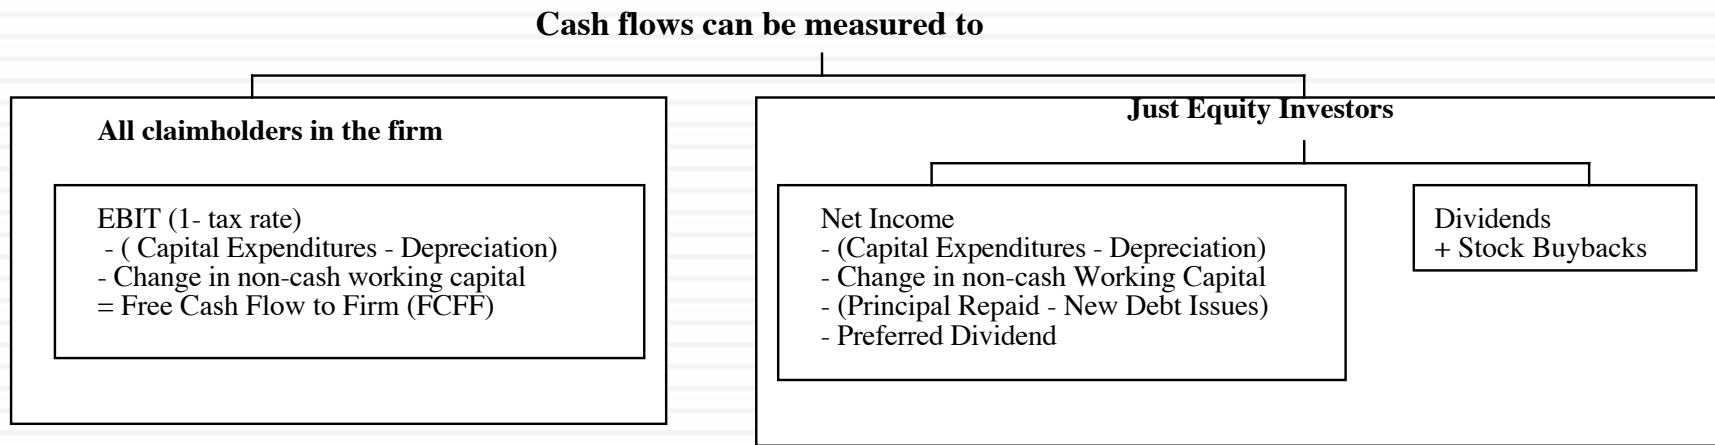 Cash flows can be measured to
All claimholders in the firm
EBIT (1- tax rate)
- ( Capital Expenditures - Depreciation)
- Change in non-cash working capital
= Free Cash Flow to Firm (FCFF)
Just Equity Investors
Net Income
- (Capital Expenditures - Depreciation)
- Change in non-cash Working Capital
- (Principal Repaid - New Debt Issues)
- Preferred Dividend
Dividends
+ Stock Buybacks